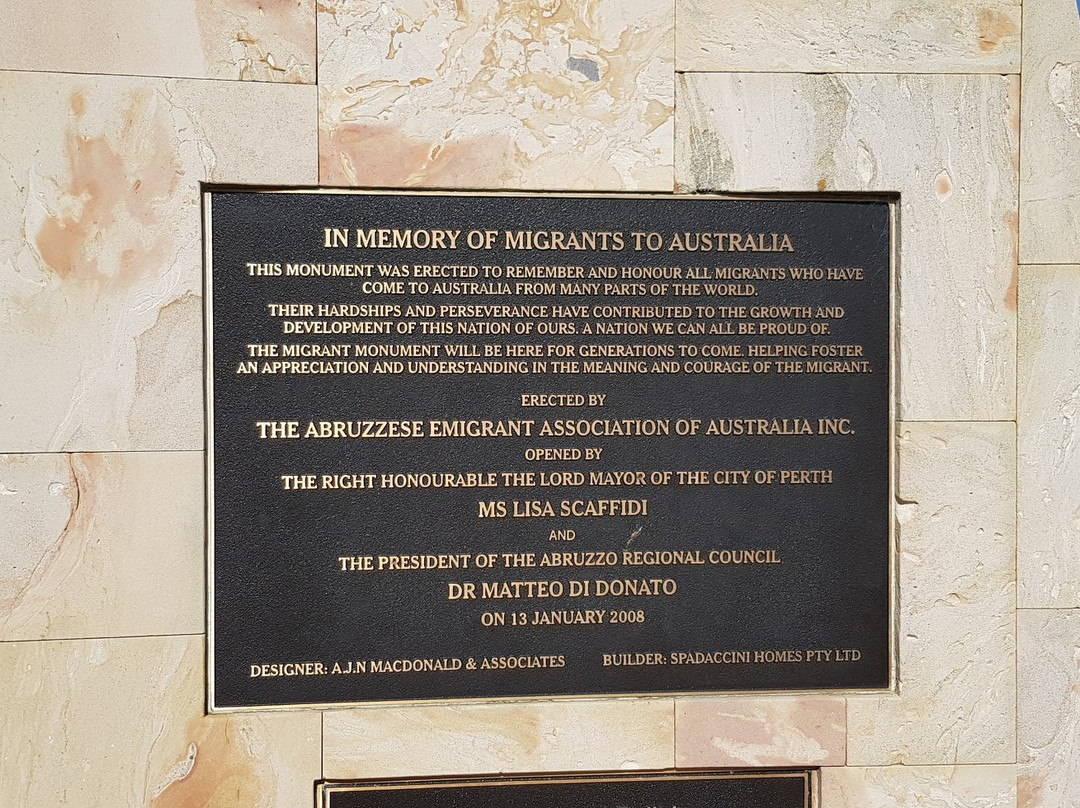 IN MEMORY OF MIGRANTS TO AUSTRALIA
THIS MONUMENT WAS ERECTED TO REMEMBER AND HONOUR ALL MIGRANTS WHO HAVE
COME TO AUSTRALIA FROM MANY PARTS OF THE WORLD.
THEIR HARDSHIPS AND PERSEVERANCE HAVE CONTRIBUTED TO THE GROWTH AND
DEVELOPMENT OF THIS NATION OF OURS. A NATION WE CAN ALL BE PROUD OF.
THE MIGRANT MONUMENT WILL BE HERE FOR GENERATIONS TO COME. HELPING FOSTER
AN APPRECIATION AND UNDERSTANDING IN THE MEANING AND COURAGE OF THE MIGRANT.
ERECTED BY
THE ABRUZZESE EMIGRANT ASSOCIATION OF AUSTRALIA INC.
OPENED BY
THE RIGHT HONOURABLE THE LORD MAYOR OF THE CITY OF PERTH
MS LISA SCAFFIDI
AND
THE PRESIDENT OF THE ABRUZZO REGIONAL COUNCIL
DR MATTEO DI DONATO
ON 13 JANUARY 2008
DESIGNER: A.J.N MACDONALD & ASSOCIATES BUILDER: SPADACCINI HOMES PTY LTD